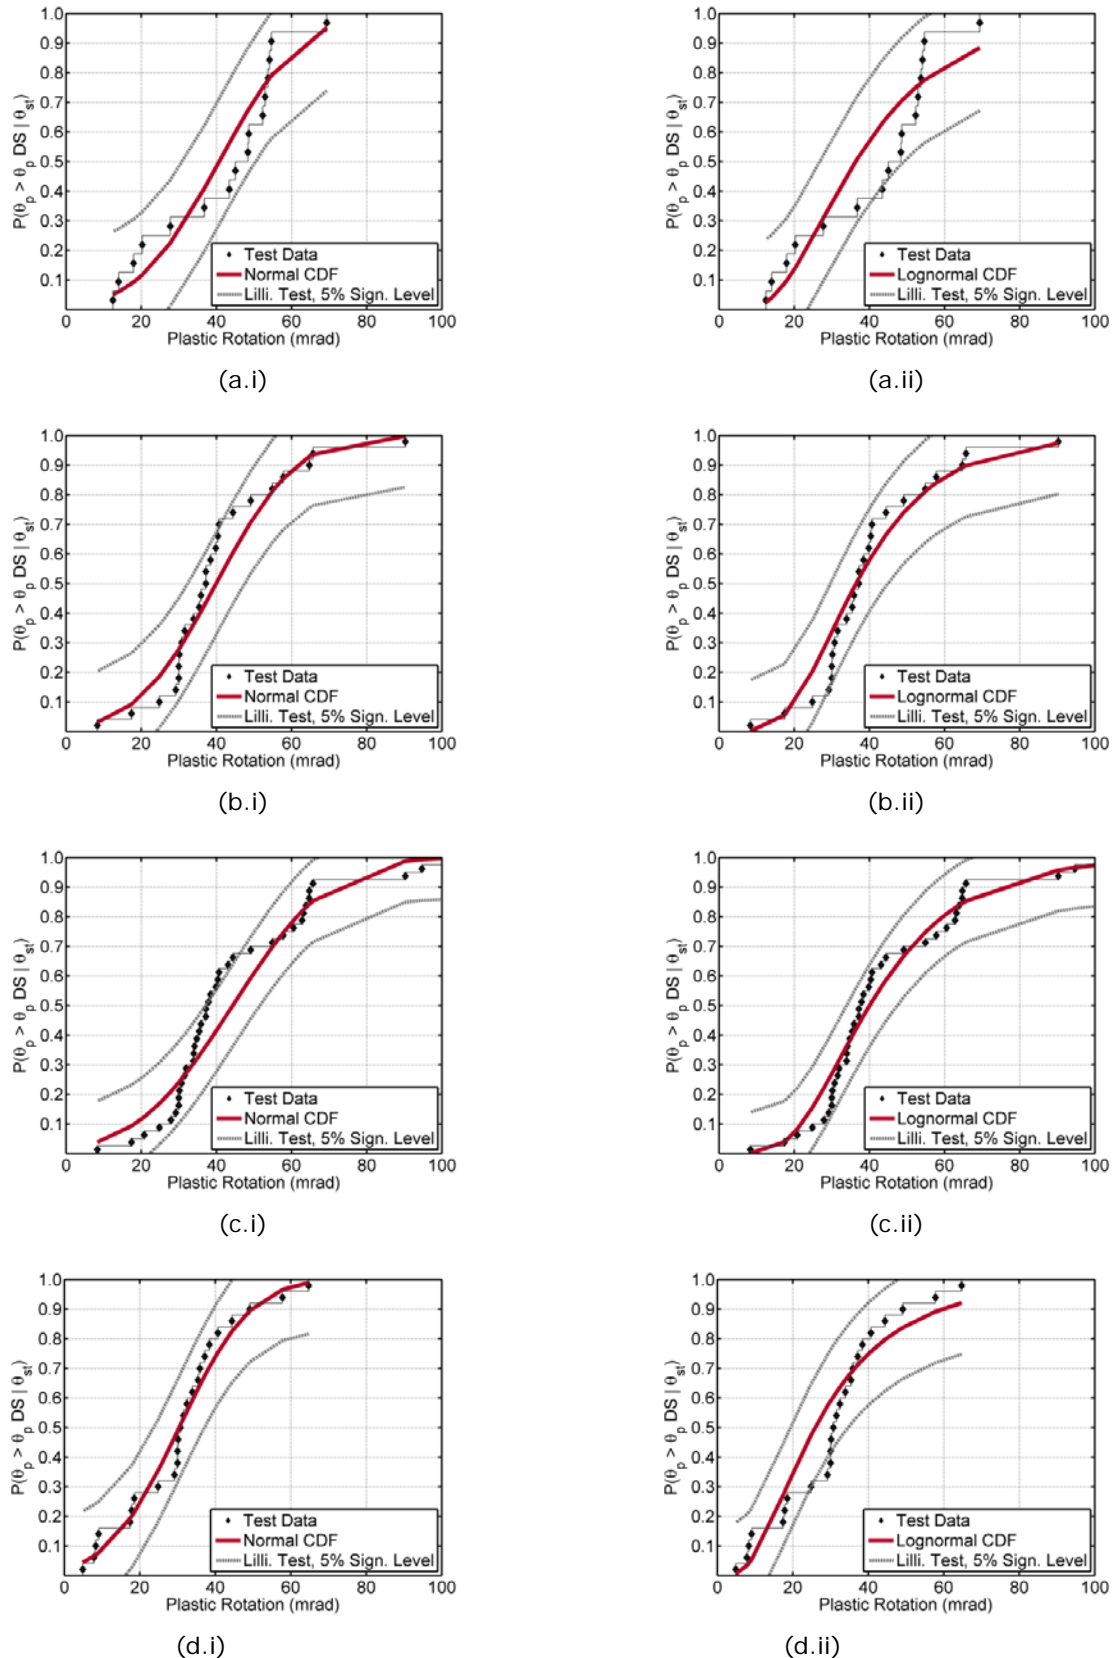 1.0
0.9
0.8
0.7
0.6
0.5
0.4
0.3
0.2
0.1
0 20 40 60 80 100
P(θp > θp DS | θst)
Test Data
Normal CDF
Lilli. Test, 5% Sign. Level
Plastic Rotation (mrad)
(a.i)
1.0
0.9
0.8
0.7
0.6
0.5
0.4
0.3
0.2
0.1
0 20 40 60 80 100
P(θp > θp DS | θst)
Test Data
Lognormal CDF
Lilli. Test, 5% Sign. Level
Plastic Rotation (mrad)
(a.ii)
1.0
0.9
0.8
0.7
0.6
0.5
0.4
0.3
0.2
0.1
0 20 40 60 80 100
P(θp > θp DS | θst)
Test Data
Normal CDF
Lilli. Test, 5% Sign. Level
Plastic Rotation (mrad)
(b.i)
1.0
0.9
0.8
0.7
0.6
0.5
0.4
0.3
0.2
0.1
0 20 40 60 80 100
P(θp > θp DS | θst)
Test Data
Lognormal CDF
Lilli. Test, 5% Sign. Level
Plastic Rotation (mrad)
(b.ii)
1.0
0.9
0.8
0.7
0.6
0.5
0.4
0.3
0.2
0.1
0 20 40 60 80 100
P(θp > θp DS | θst)
Test Data
Normal CDF
Lilli. Test, 5% Sign. Level
Plastic Rotation (mrad)
(c.i)
1.0
0.9
0.8
0.7
0.6
0.5
0.4
0.3
0.2
0.1
0 20 40 60 80 100
P(θp > θp DS | θst)
Test Data
Lognormal CDF
Lilli. Test, 5% Sign. Level
Plastic Rotation (mrad)
(c.ii)
1.0
0.9
0.8
0.7
0.6
0.5
0.4
0.3
0.2
0.1
0 20 40 60 80 100
P(θp > θp DS | θst)
Test Data
Normal CDF
Lilli. Test, 5% Sign. Level
Plastic Rotation (mrad)
(d.i)
1.0
0.9
0.8
0.7
0.6
0.5
0.4
0.3
0.2
0.1
0 20 40 60 80 100
P(θp > θp DS | θst)
Test Data
Lognormal CDF
Lilli. Test, 5% Sign. Level
Plastic Rotation (mrad)
(d.ii)